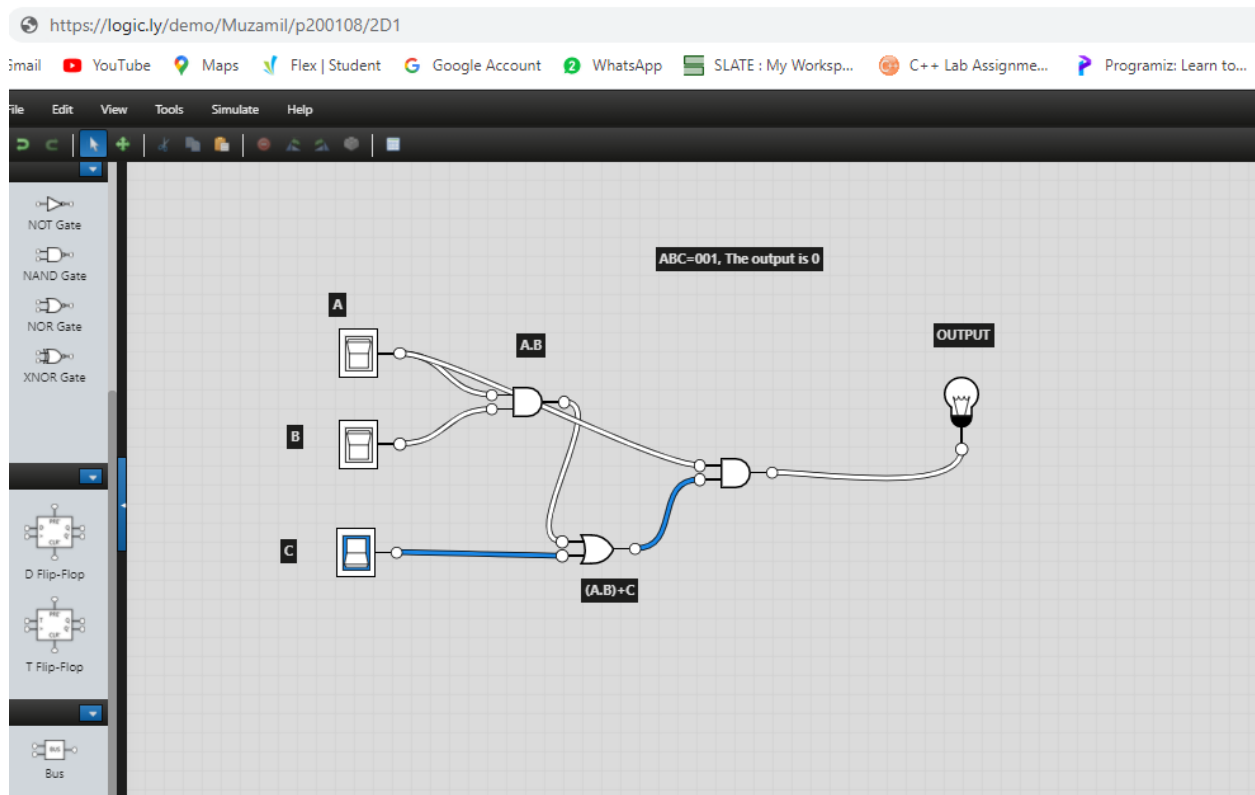 https://logic.ly/demo/Muzamil/p200108/2D1
Gmail YouTube Maps Flex | Student Google Account WhatsApp SLATE : My Worksp... C++ Lab Assignme... Programiz: Learn to...
File Edit View Tools Simulate Help
NOT Gate
NAND Gate
NOR Gate
XNOR Gate
D Flip-Flop
T Flip-Flop
BUS
Bus
ABC=001, The output is 0
A
A.B
OUTPUT
B
C
(A.B)+C